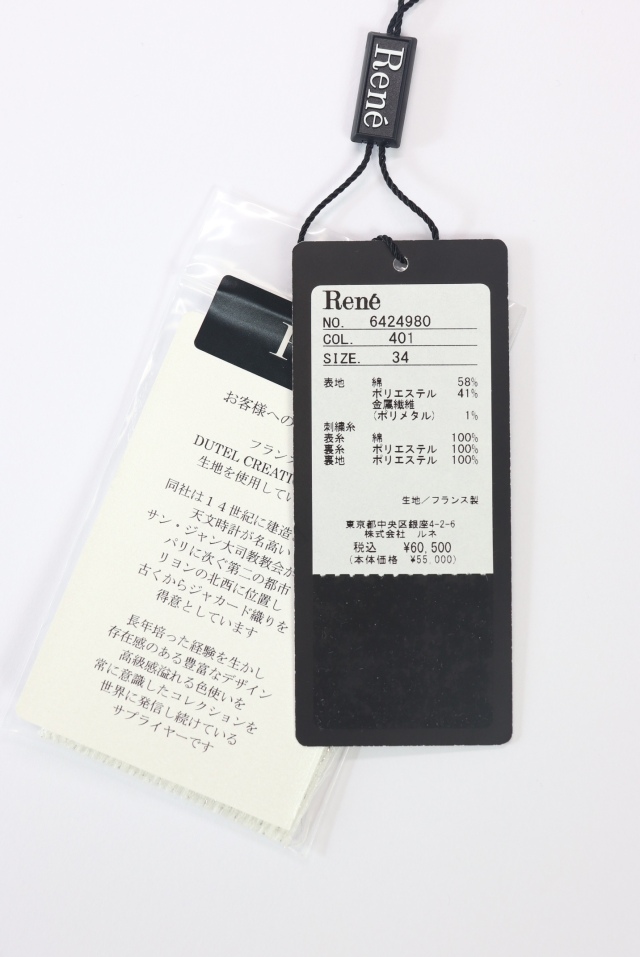 René
René
NO. 6424980
COL. 401
SIZE. 34
表地 綿 58%
ポリエステル 41%
金属繊維
(ポリメタル) 1%
刺繍糸
表糸 綿 100%
裏糸 ポリエステル 100%
裏地 ポリエステル 100%
生地/フランス製
東京都中央区銀座4-2-6
株式会社 ルネ
税込 ¥60,500
(本体価格 ¥55,000)
お客様への
フランス
DUTEL CREATI
生地を使用してい
同社は14世紀に建造
天文時計が名高い
サン・ジャン大司教教会が
パリに次ぐ第二の都市
リヨンの北西に位置し
古くからジャカード織りを
得意としています
長年培った経験を生かし
存在感のある豊富なデザイン
高級感溢れる色使いを
常に意識したコレクションを
世界に発信し続けている
サプライヤーです